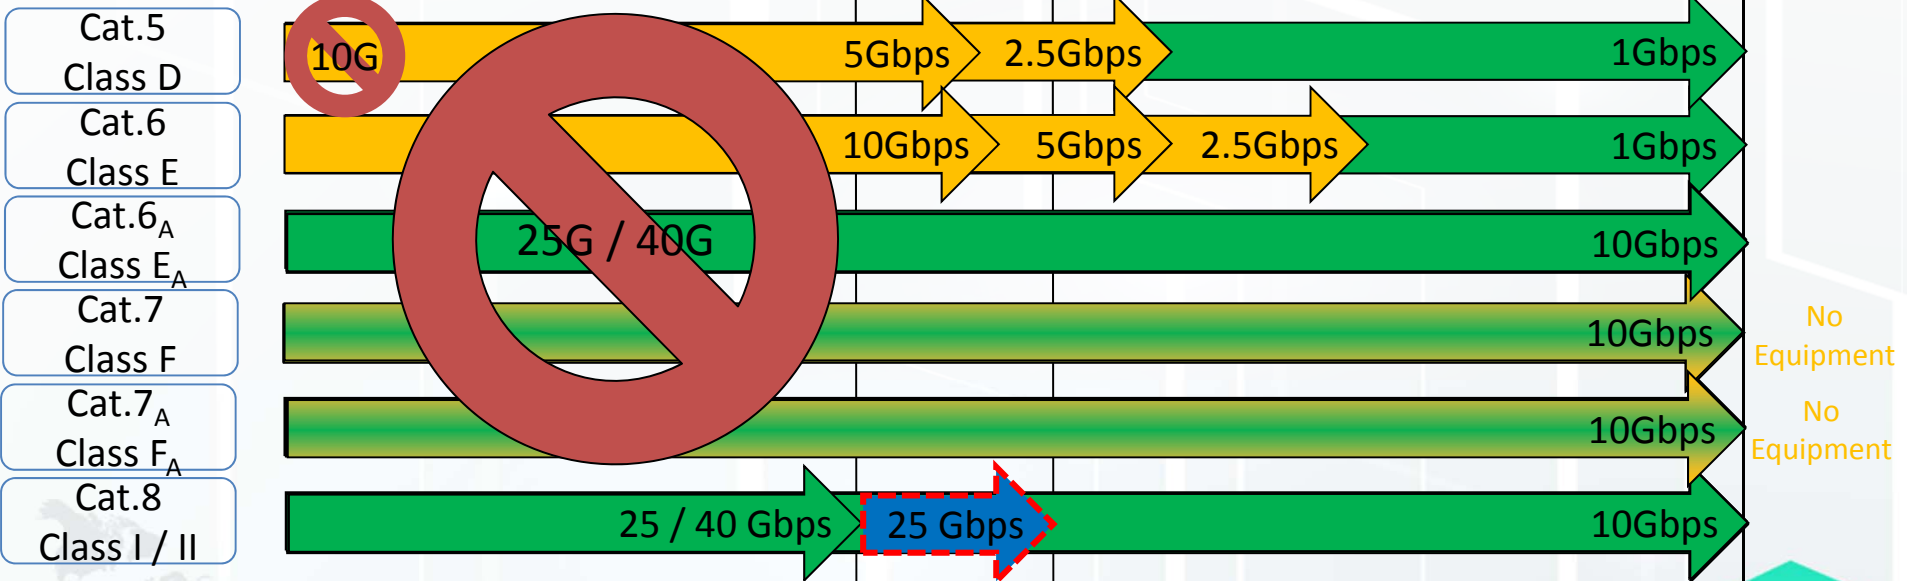 Cat.5
Class D
10G
5Gbps
2.5Gbps
1Gbps
Cat.6
Class E
10Gbps
5Gbps
2.5Gbps
1Gbps
Cat.6A
Class EA
25G / 40G
10Gbps
Cat.7
Class F
10Gbps
No
Equipment
Cat.7A
Class FA
10Gbps
No
Equipment
Cat.8
Class I / II
25 / 40 Gbps
25 Gbps
10Gbps